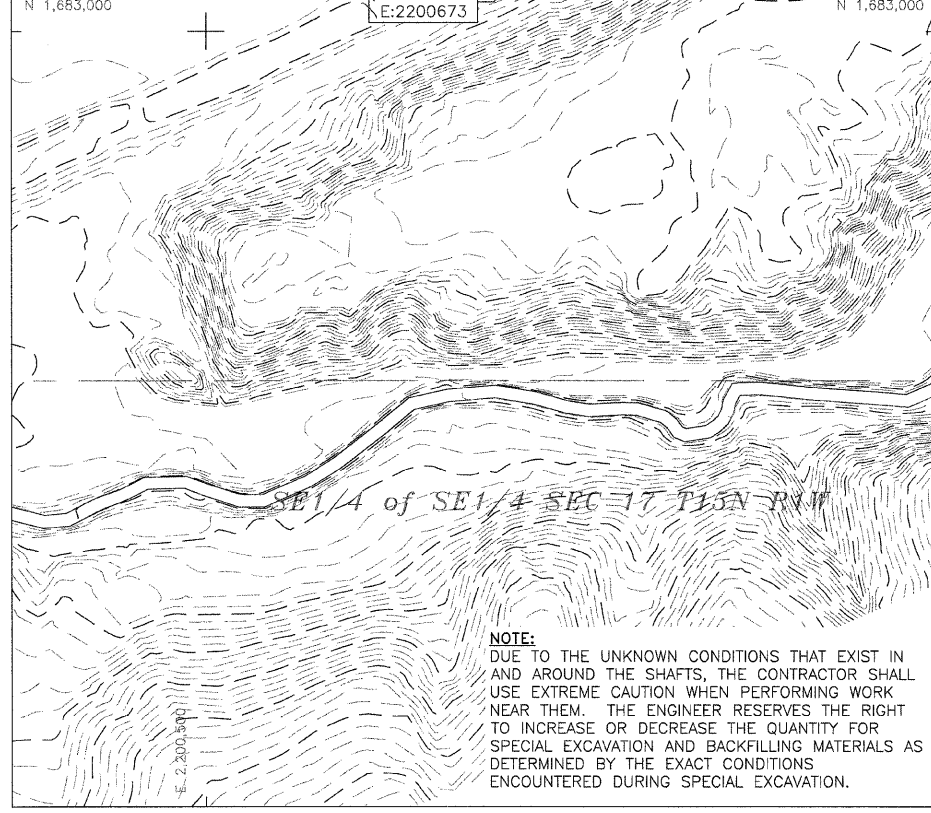 N 1,683,000
E:2200673
N 1,683,000
SE1/4 of SE1/4 SEC 17 T15N R1W
E 2,200,500
NOTE:
DUE TO THE UNKNOWN CONDITIONS THAT EXIST IN
AND AROUND THE SHAFTS, THE CONTRACTOR SHALL
USE EXTREME CAUTION WHEN PERFORMING WORK
NEAR THEM. THE ENGINEER RESERVES THE RIGHT
TO INCREASE OR DECREASE THE QUANTITY FOR
SPECIAL EXCAVATION AND BACKFILLING MATERIALS AS
DETERMINED BY THE EXACT CONDITIONS
ENCOUNTERED DURING SPECIAL EXCAVATION.